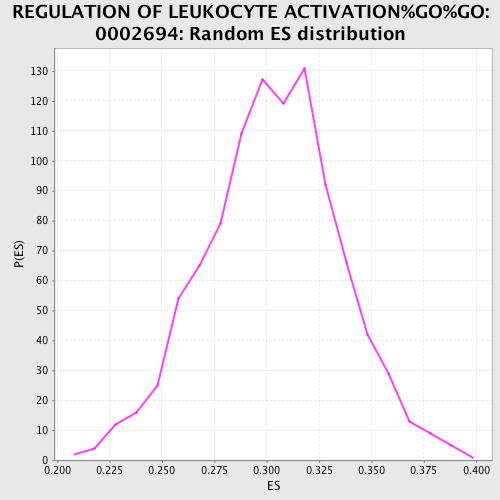 REGULATION OF LEUKOCYTE ACTIVATION%GO%GO:
0002694: Random ES distribution
130
120
110
100
90
80
70
60
50
40
30
20
10
0
P(ES)
0.200 0.225 0.250 0.275 0.300 0.325 0.350 0.375 0.400
ES